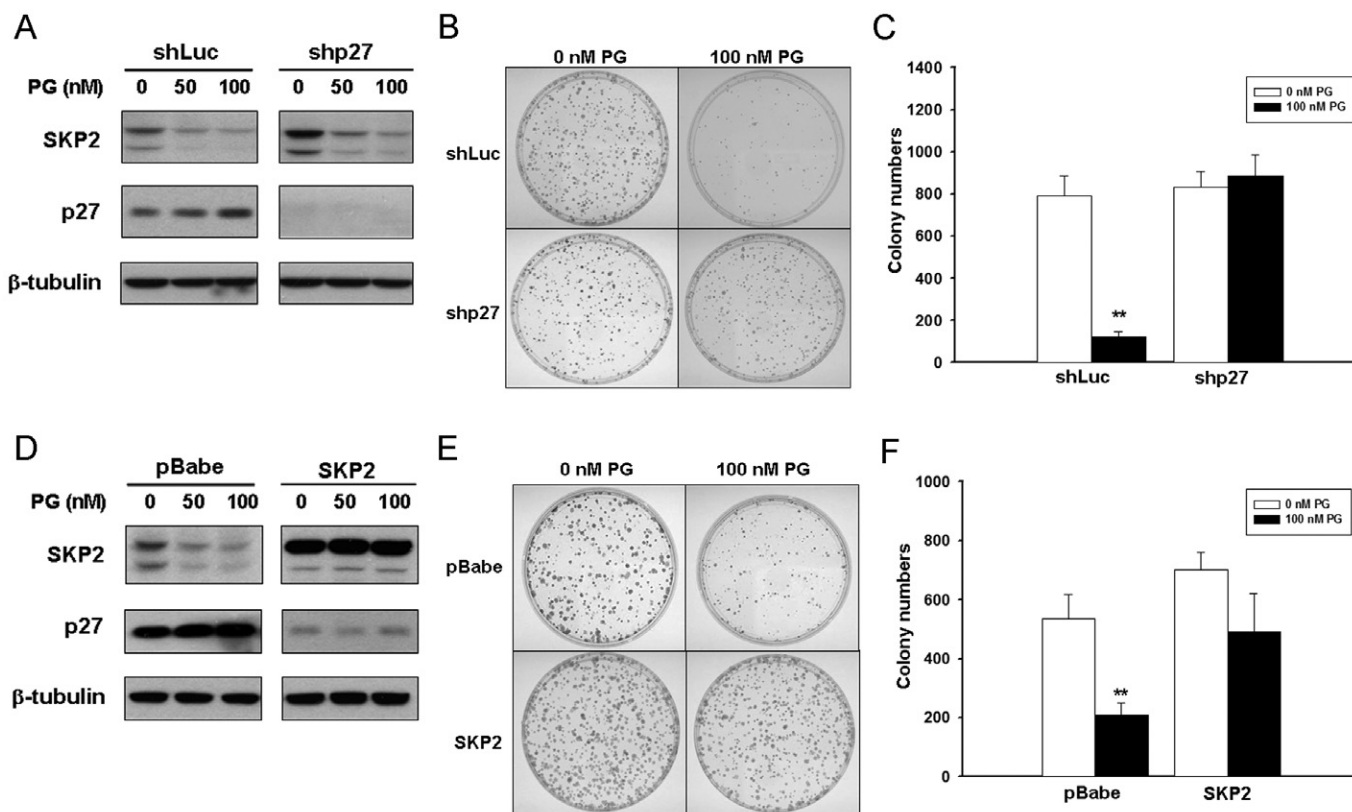 A
shLuc shp27
PG (nM) 0 50 100 0 50 100
SKP2
p27
β-tubulin
B
0 nM PG 100 nM PG
shLuc
shp27
C
1400
1200
1000
800
600
400
200
0
Colony numbers
0 nM PG
100 nM PG
**
shLuc shp27
D
pBabe SKP2
PG (nM) 0 50 100 0 50 100
SKP2
p27
β-tubulin
E
0 nM PG 100 nM PG
pBabe
SKP2
F
1000
800
600
400
200
0
Colony numbers
0 nM PG
100 nM PG
**
pBabe SKP2